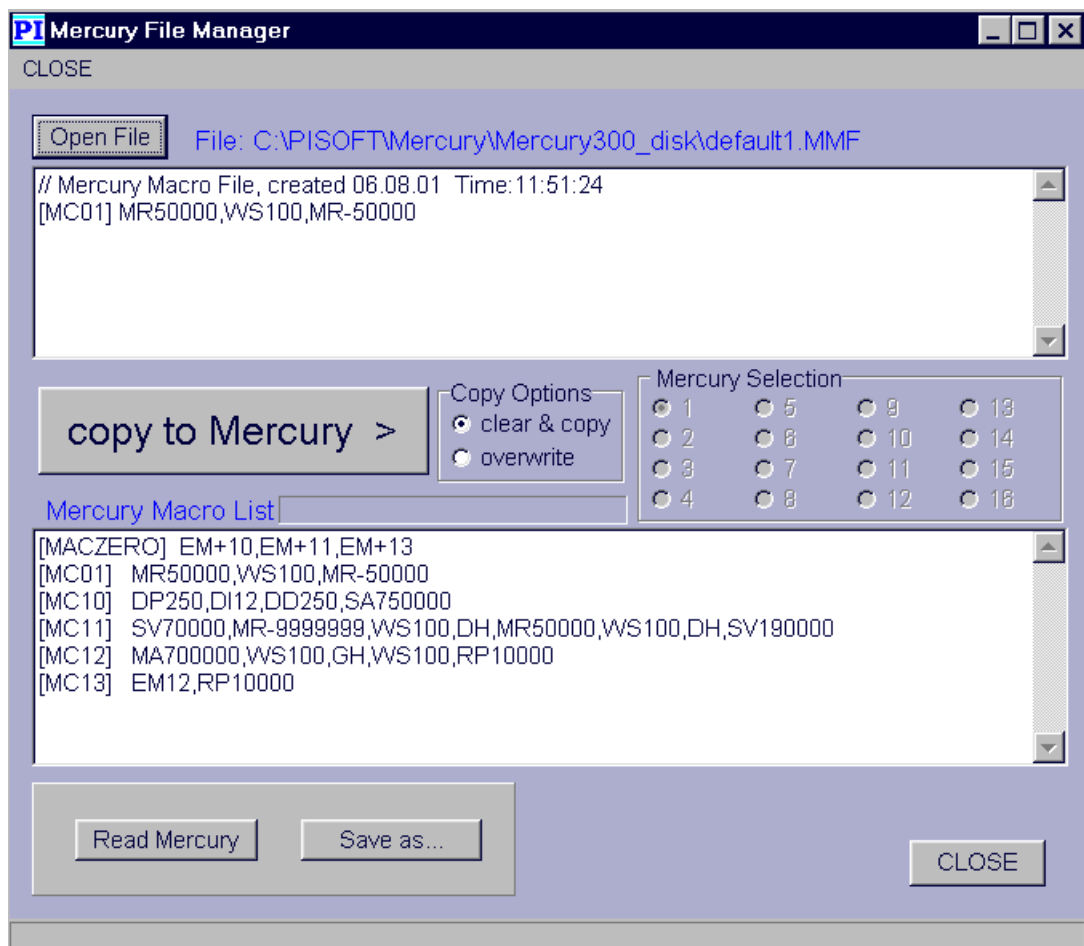 PI Mercury File Manager
CLOSE
Open File
File: C:\PISOFT\Mercury\Mercury300_disk\default1.MMF
// Mercury Macro File, created 06.08.01  Time:11:51:24
[MC01] MR50000,WS100,MR-50000
copy to Mercury >
Copy Options
clear & copy
overwrite
Mercury Selection
1 5 9 13
2 6 10 14
3 7 11 15
4 8 12 16
Mercury Macro List
[MACZERO] EM+10,EM+11,EM+13
[MC01] MR50000,WS100,MR-50000
[MC10] DP250,DI12,DD250,SA750000
[MC11] SV70000,MR-9999999,WS100,DH,MR50000,WS100,DH,SV190000
[MC12] MA700000,WS100,GH,WS100,RP10000
[MC13] EM12,RP10000
Read Mercury
Save as...
CLOSE